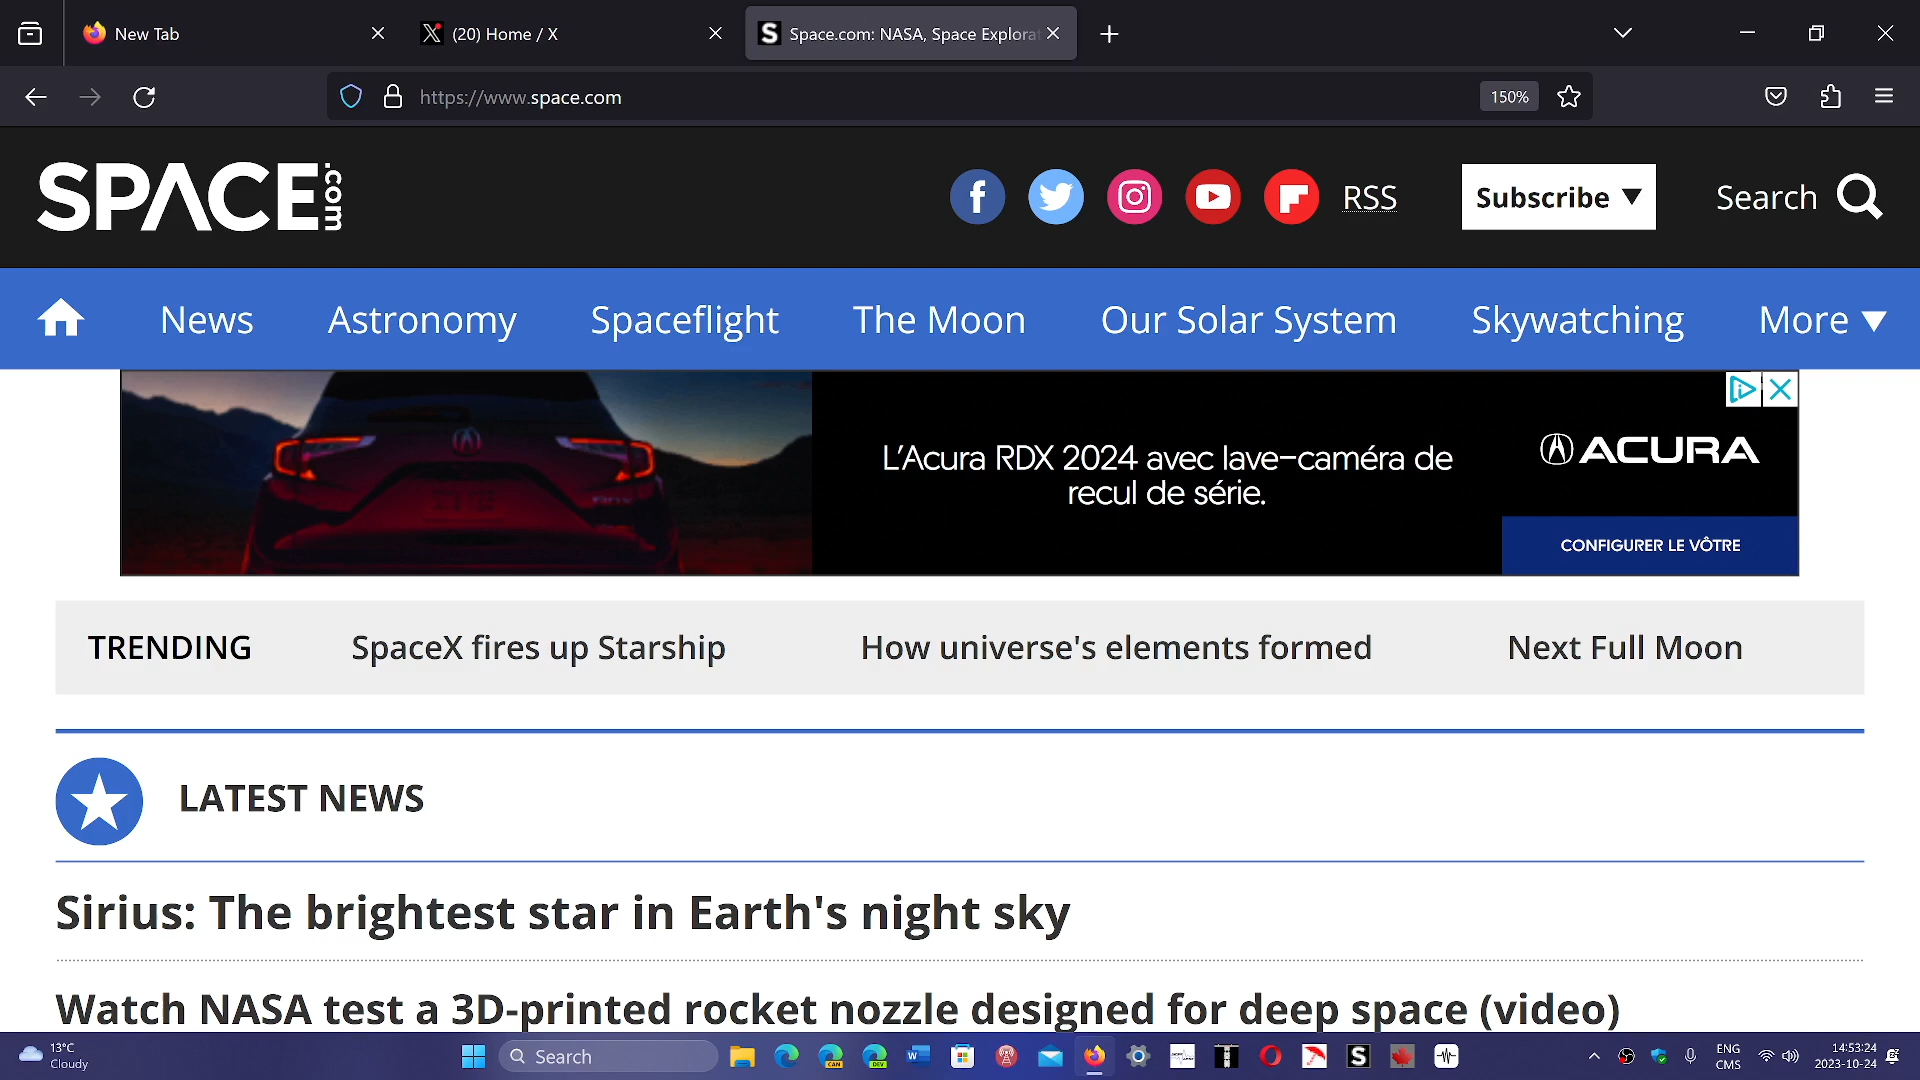 New Tab
(20) Home / X
Space.com: NASA, Space Explorat
https://www.space.com
150%
SPACE.com
RSS
Subscribe ▼
Search
News
Astronomy
Spaceflight
The Moon
Our Solar System
Skywatching
More ▼
L'Acura RDX 2024 avec lave-caméra de
recul de série.
ACURA
CONFIGURER LE VÔTRE
TRENDING
SpaceX fires up Starship
How universe's elements formed
Next Full Moon
LATEST NEWS
Sirius: The brightest star in Earth's night sky
Watch NASA test a 3D-printed rocket nozzle designed for deep space (video)
13°C
Cloudy
Search
CAN
DEV
ENG
CMS
14:53:24
2023-10-24